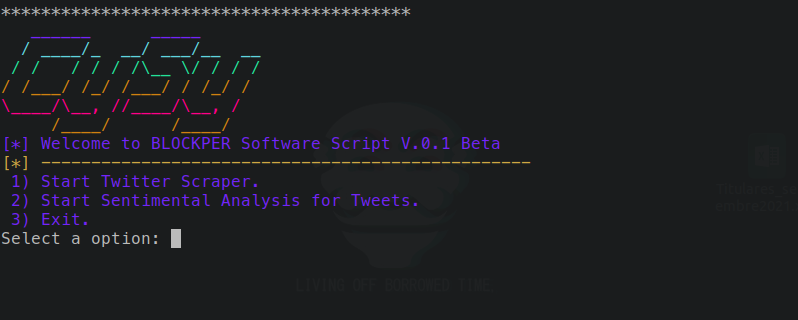 *****************************************
[*] Welcome to BLOCKPER Software Script V.0.1 Beta
[*] -------------------------------------------------
1) Start Twitter Scraper.
2) Start Sentimental Analysis for Tweets.
3) Exit.
Select a option:
LIVING OFF BORROWED TIME.